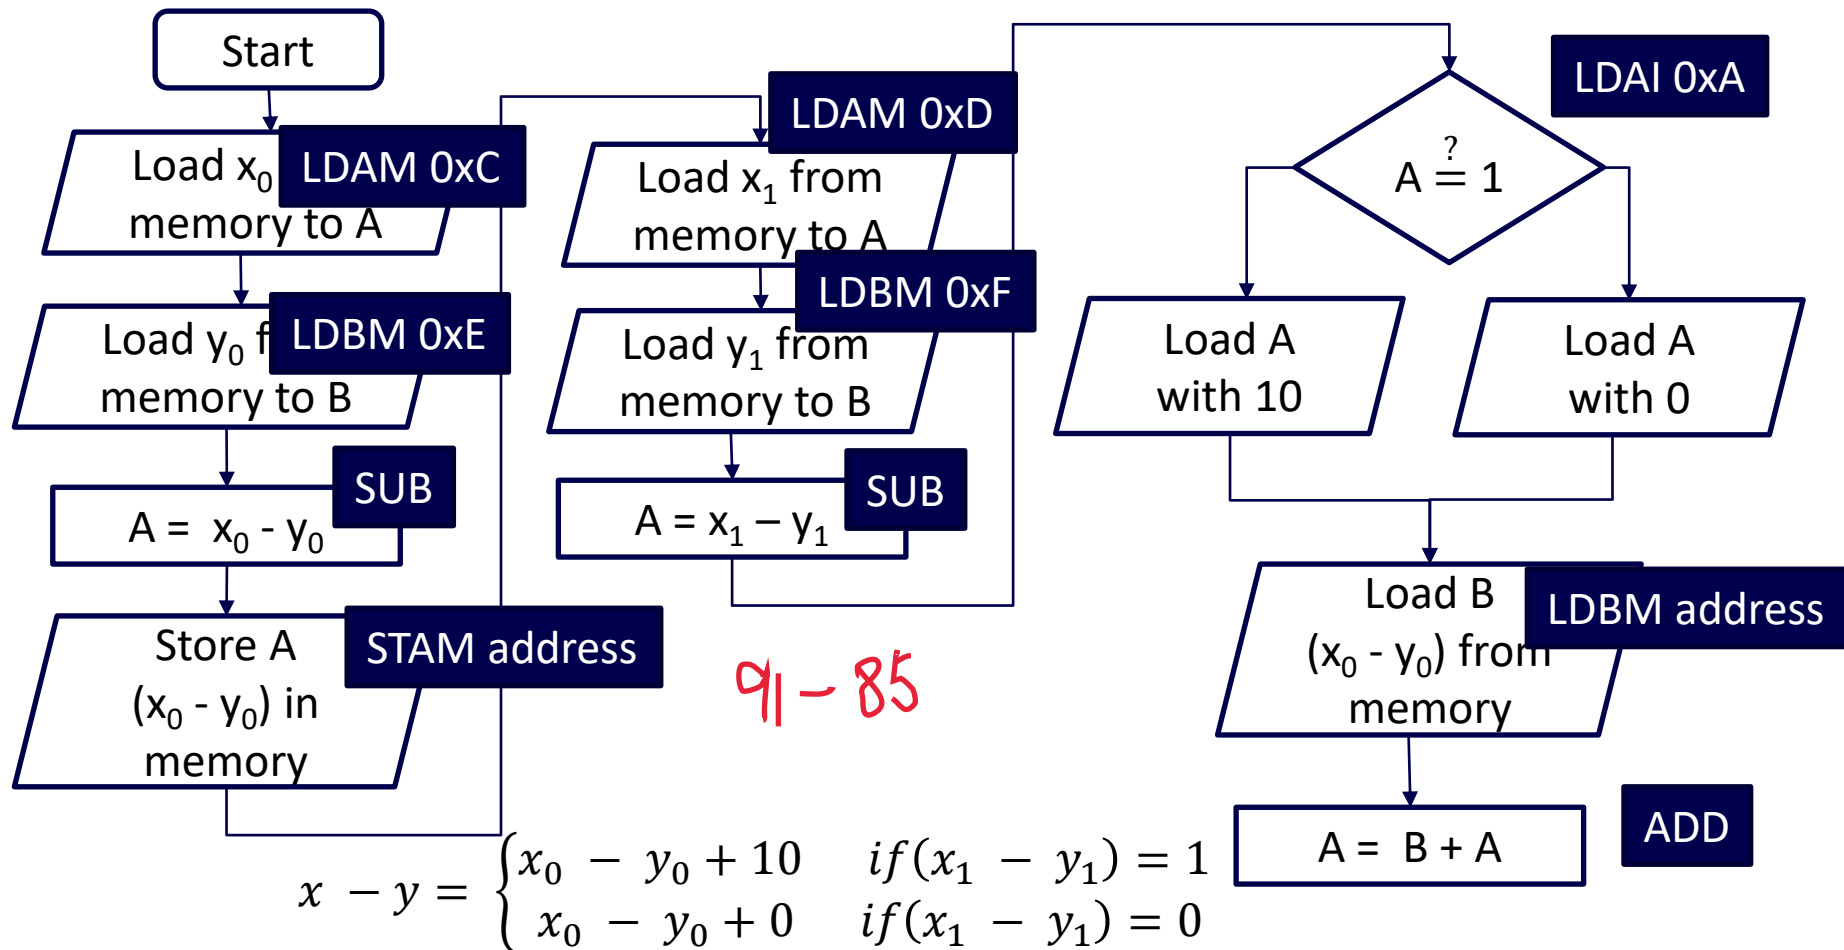 Start
Load x₀
memory to A
LDAM 0xC
Load y₀ f
memory to B
LDBM 0xE
A = x₀ - y₀
SUB
Store A
(x₀ - y₀) in
memory
STAM address
LDAM 0xD
Load x₁ from
memory to A
LDBM 0xF
Load y₁ from
memory to B
SUB
A = x₁ – y₁
91 - 85
LDAI 0xA
A ≟ 1
Load A
with 10
Load A
with 0
Load B
(x₀ - y₀) from
memory
LDBM address
A = B + A
ADD
x - y = { x₀ - y₀ + 10 if(x₁ - y₁) = 1
x₀ - y₀ + 0 if(x₁ - y₁) = 0